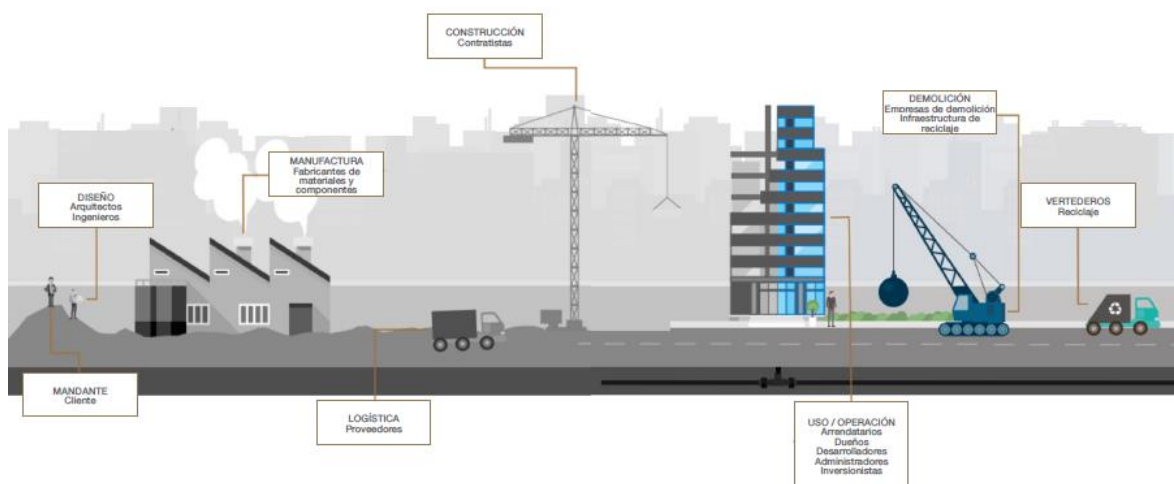 CONSTRUCCIÓN
Contratistas
DEMOLICIÓN
Empresas de demolición
Infraestructura de
reciclaje
MANUFACTURA
Fabricantes de
materiales y
componentes
DISEÑO
Arquitectos
Ingenieros
VERTEDEROS
Reciclaje
MANDANTE
Cliente
LOGÍSTICA
Proveedores
USO / OPERACIÓN
Arrendatarios
Dueños
Desarrolladores
Administradores
Inversionistas